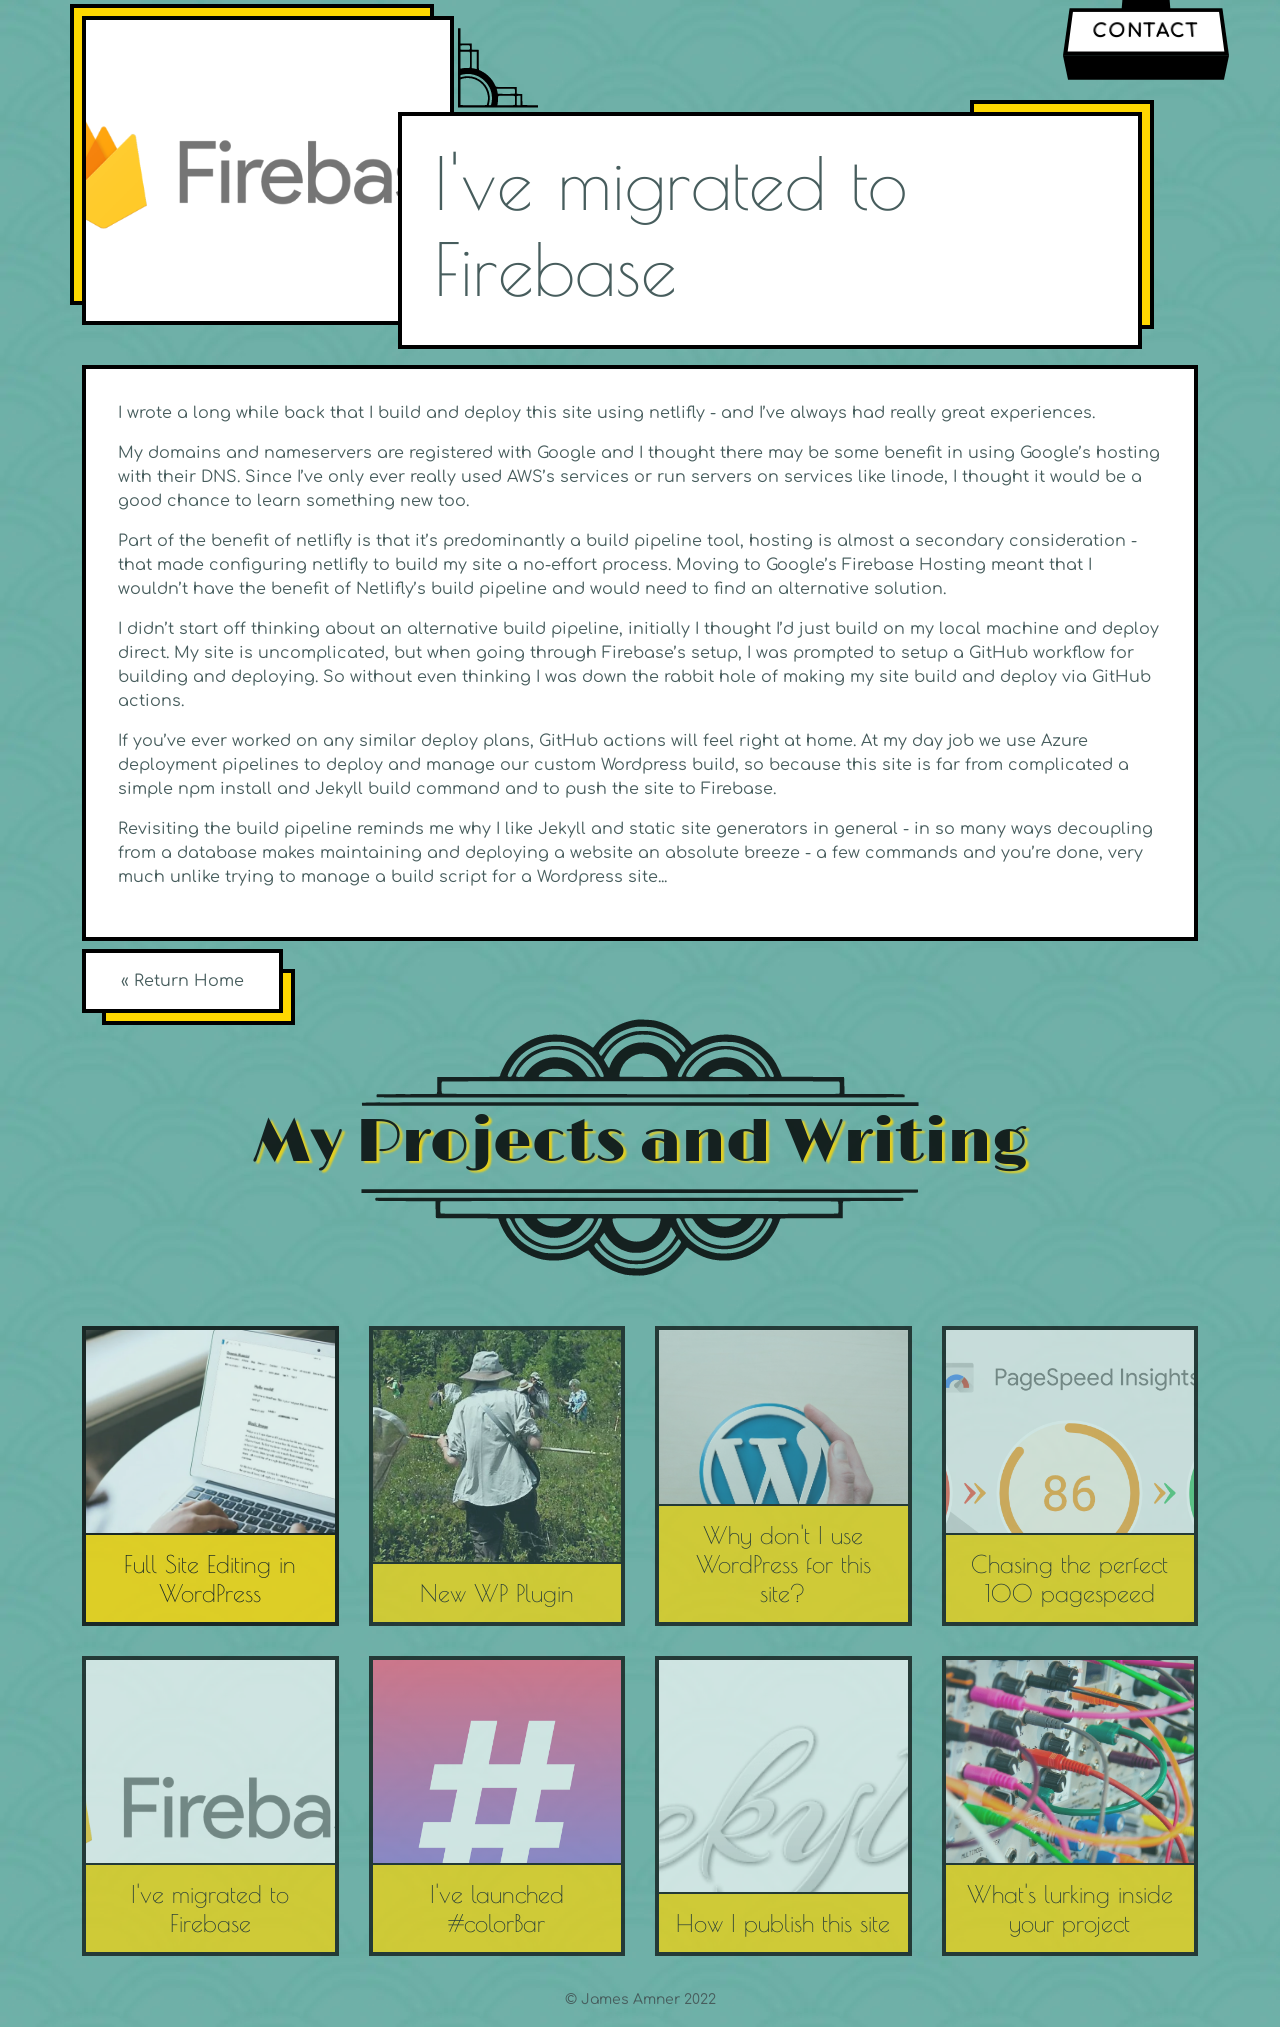 CONTACT
Firebas
I've migrated to
Firebase
I wrote a long while back that I build and deploy this site using netlifly - and I’ve always had really great experiences.
My domains and nameservers are registered with Google and I thought there may be some benefit in using Google’s hosting
with their DNS. Since I’ve only ever really used AWS’s services or run servers on services like linode, I thought it would be a
good chance to learn something new too.
Part of the benefit of netlifly is that it’s predominantly a build pipeline tool, hosting is almost a secondary consideration -
that made configuring netlifly to build my site a no-effort process. Moving to Google’s Firebase Hosting meant that I
wouldn’t have the benefit of Netlifly’s build pipeline and would need to find an alternative solution.
I didn’t start off thinking about an alternative build pipeline, initially I thought I’d just build on my local machine and deploy
direct. My site is uncomplicated, but when going through Firebase’s setup, I was prompted to setup a GitHub workflow for
building and deploying. So without even thinking I was down the rabbit hole of making my site build and deploy via GitHub
actions.
If you’ve ever worked on any similar deploy plans, GitHub actions will feel right at home. At my day job we use Azure
deployment pipelines to deploy and manage our custom Wordpress build, so because this site is far from complicated a
simple npm install and Jekyll build command and to push the site to Firebase.
Revisiting the build pipeline reminds me why I like Jekyll and static site generators in general - in so many ways decoupling
from a database makes maintaining and deploying a website an absolute breeze - a few commands and you’re done, very
much unlike trying to manage a build script for a Wordpress site...
« Return Home
My Projects and Writing
PageSpeed Insights
86
Full Site Editing in
WordPress
New WP Plugin
Why don't I use
WordPress for this
site?
Chasing the perfect
100 pagespeed
Fireba
#
ekyl
I've migrated to
Firebase
I've launched
#colorBar
How I publish this site
What's lurking inside
your project
© James Amner 2022